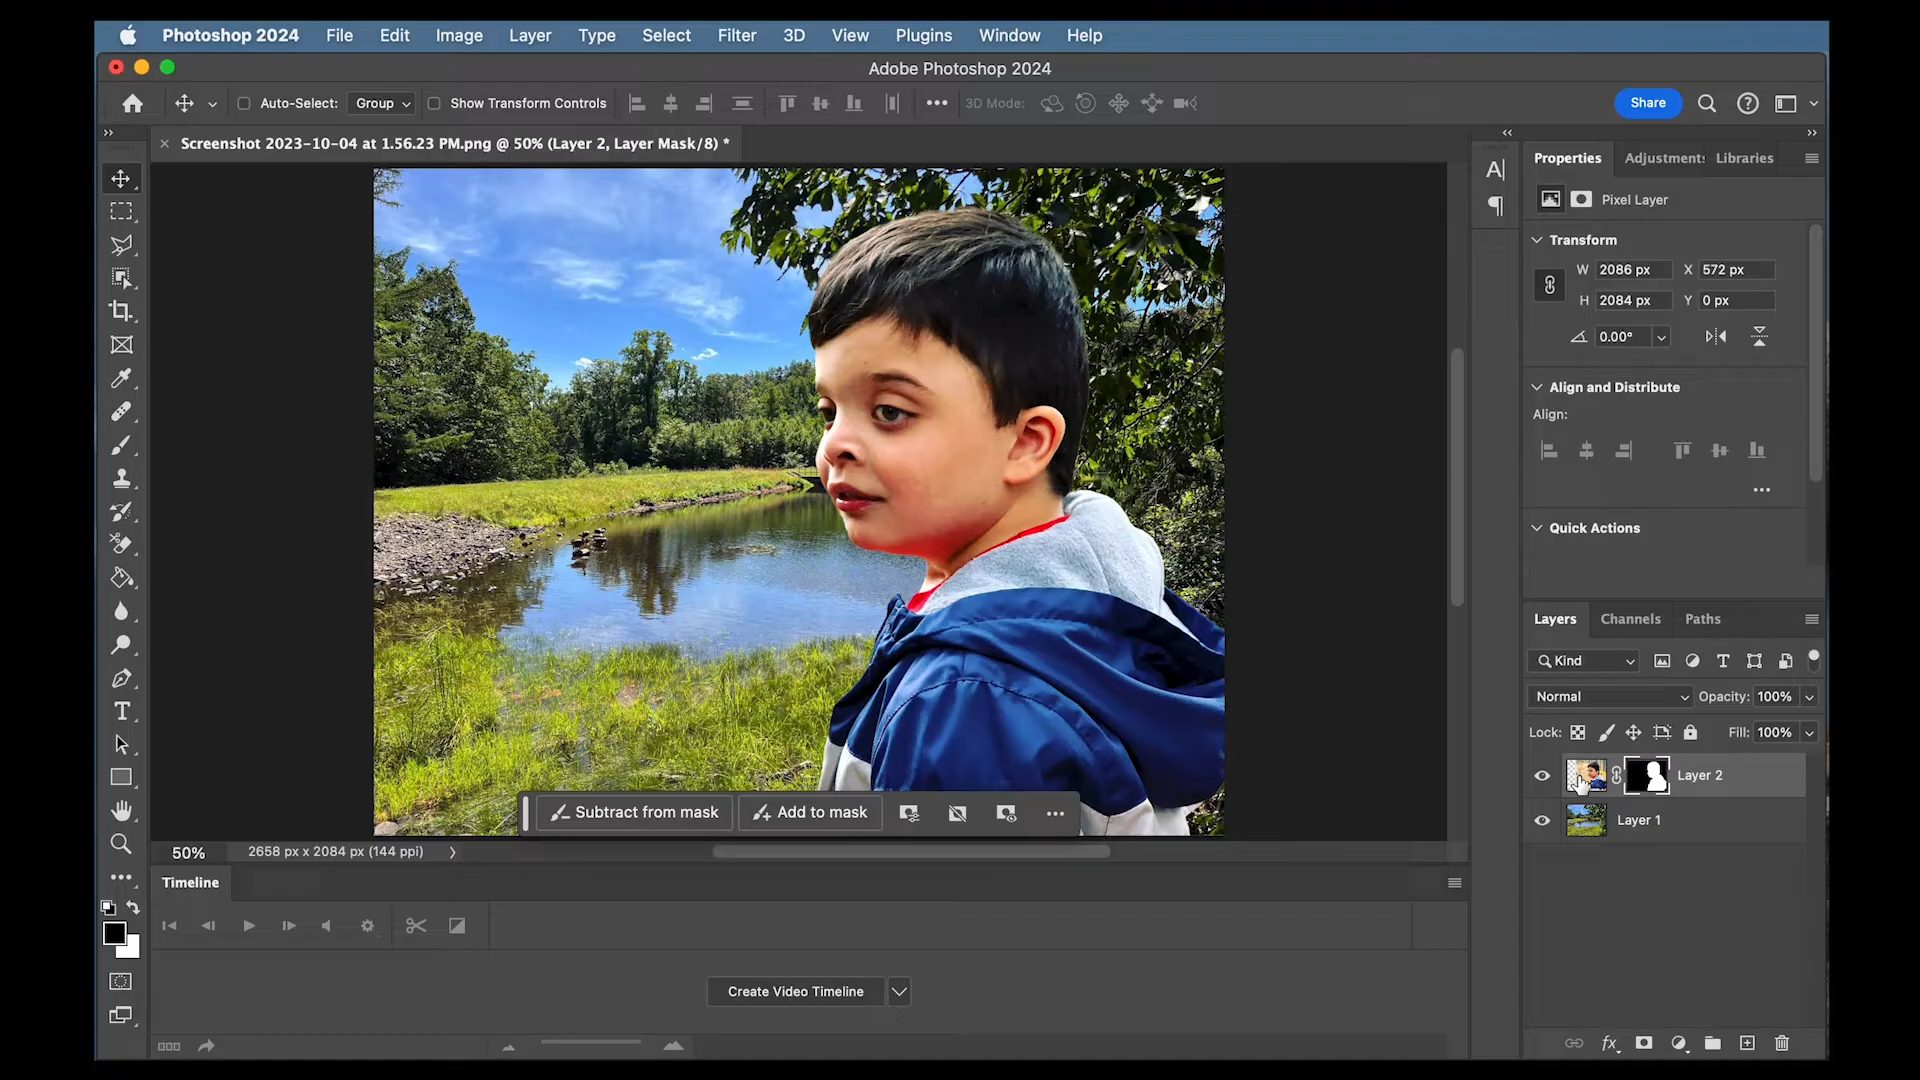 Photoshop 2024 File Edit Image Layer Type Select Filter 3D View Plugins Window Help
Adobe Photoshop 2024
Auto-Select: Group Show Transform Controls 3D Mode: Share
Screenshot 2023-10-04 at 1.56.23 PM.png @ 50% (Layer 2, Layer Mask/8) *
Properties Adjustment: Libraries
Pixel Layer
Transform
W 2086 px X 572 px
H 2084 px Y 0 px
0.00°
Align and Distribute
Align:
Quick Actions
Layers Channels Paths
Kind
Normal Opacity: 100%
Lock: Fill: 100%
Layer 2
Layer 1
Subtract from mask Add to mask
50% 2658 px x 2084 px (144 ppi)
Timeline
Create Video Timeline
fx